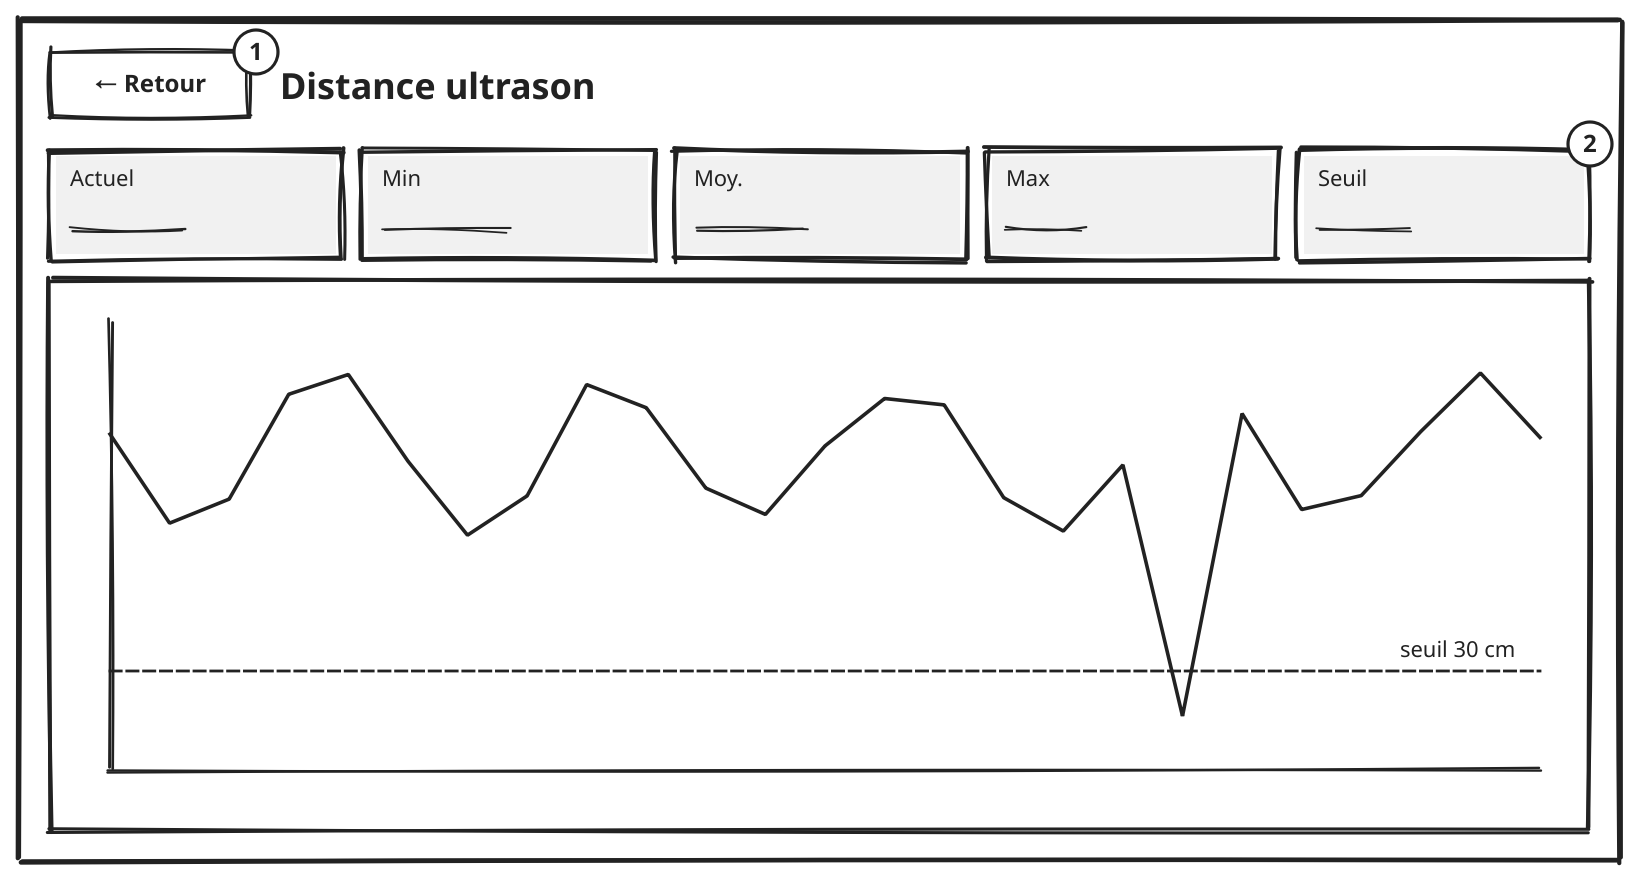 1
← Retour
Distance ultrason
2
Actuel
Min
Moy.
Max
Seuil
seuil 30 cm